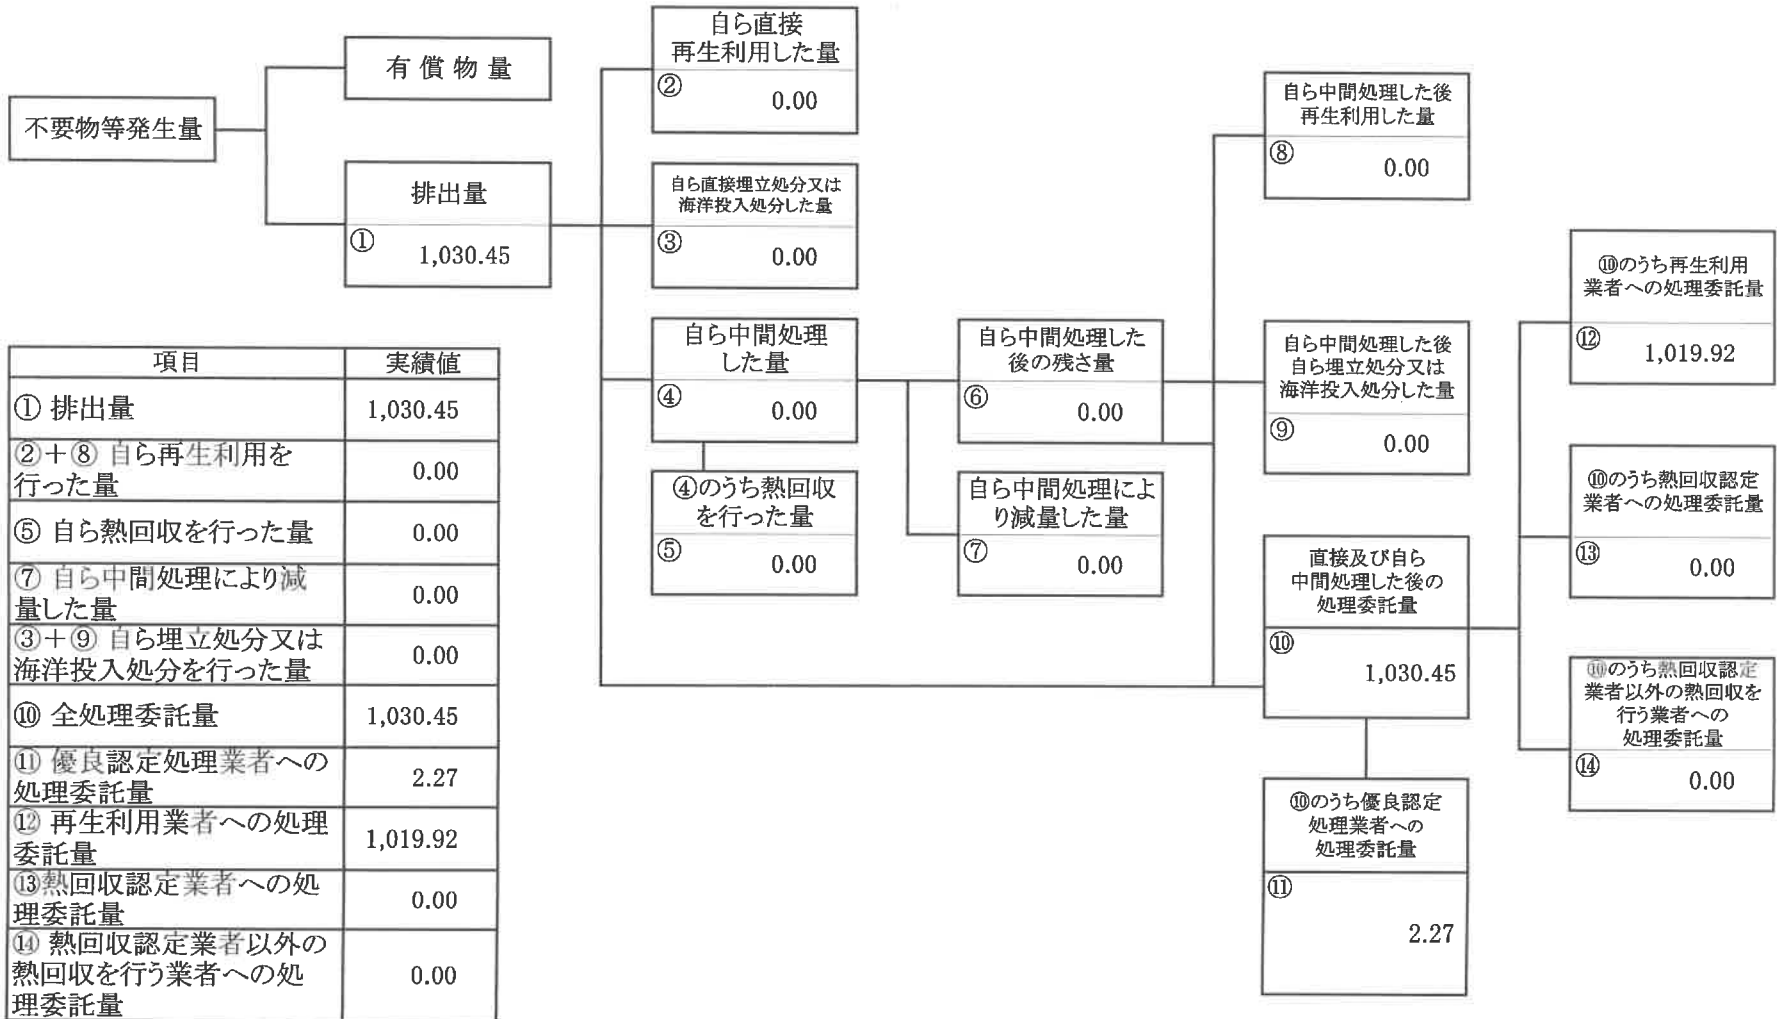 不要物等発生量
有償物量
排出量
①
1,030.45
自ら直接
再生利用した量
②
0.00
自ら直接埋立処分又は
海洋投入処分した量
③
0.00
自ら中間処理
した量
④
0.00
④のうち熱回収
を行った量
⑤
0.00
自ら中間処理した
後の残さ量
⑥
0.00
自ら中間処理によ
り減量した量
⑦
0.00
自ら中間処理した後
再生利用した量
⑧
0.00
自ら中間処理した後
自ら埋立処分又は
海洋投入処分した量
⑨
0.00
直接及び自ら
中間処理した後の
処理委託量
⑩
1,030.45
⑩のうち優良認定
処理業者への
処理委託量
⑪
2.27
⑩のうち再生利用
業者への処理委託量
⑫
1,019.92
⑩のうち熱回収認定
業者への処理委託量
⑬
0.00
⑩のうち熱回収認定
業者以外の熱回収を
行う業者への
処理委託量
⑭
0.00
項目 実績値
① 排出量 1,030.45
②+⑧ 自ら再生利用を
行った量 0.00
⑤ 自ら熱回収を行った量 0.00
⑦ 自ら中間処理により減
量した量 0.00
③+⑨ 自ら埋立処分又は
海洋投入処分を行った量 0.00
⑩ 全処理委託量 1,030.45
⑪ 優良認定処理業者への
処理委託量 2.27
⑫ 再生利用業者への処理
委託量 1,019.92
⑬熱回収認定業者への処
理委託量 0.00
⑭ 熱回収認定業者以外の
熱回収を行う業者への処
理委託量 0.00